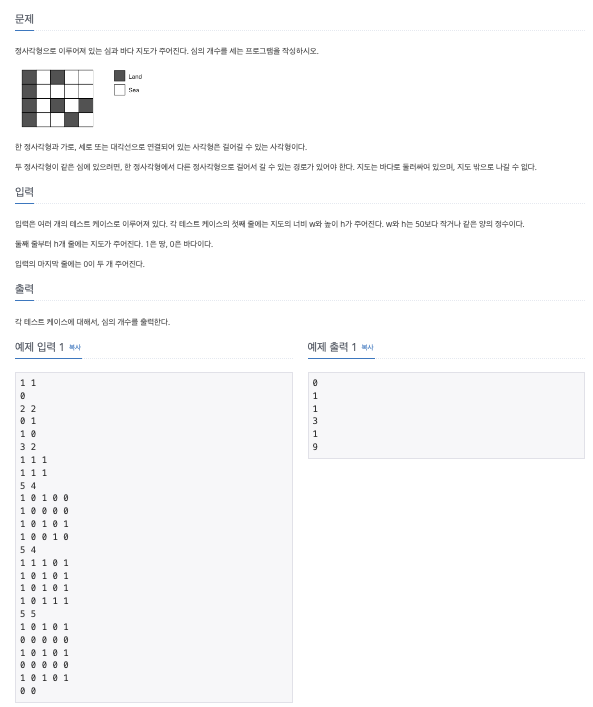 문제
정사각형으로 이루어져 있는 섬과 바다 지도가 주어진다. 섬의 개수를 세는 프로그램을 작성하시오.
Land
Sea
한 정사각형과 가로, 세로 또는 대각선으로 연결되어 있는 사각형은 걸어갈 수 있는 사각형이다.
두 정사각형이 같은 섬에 있으려면, 한 정사각형에서 다른 정사각형으로 걸어서 갈 수 있는 경로가 있어야 한다. 지도는 바다로 둘러싸여 있으며, 지도 밖으로 나갈 수 없다.
입력
입력은 여러 개의 테스트 케이스로 이루어져 있다. 각 테스트 케이스의 첫째 줄에는 지도의 너비 w와 높이 h가 주어진다. w와 h는 50보다 작거나 같은 양의 정수이다.
둘째 줄부터 h개 줄에는 지도가 주어진다. 1은 땅, 0은 바다이다.
입력의 마지막 줄에는 0이 두 개 주어진다.
출력
각 테스트 케이스에 대해서, 섬의 개수를 출력한다.
예제 입력 1 복사
1 1
0
2 2
0 1
1 0
3 2
1 1 1
1 1 1
5 4
1 0 1 0 0
1 0 0 0 0
1 0 1 0 1
1 0 0 1 0
5 4
1 1 1 0 1
1 0 1 0 1
1 0 1 0 1
1 0 1 1 1
5 5
1 0 1 0 1
0 0 0 0 0
1 0 1 0 1
0 0 0 0 0
1 0 1 0 1
0 0
예제 출력 1 복사
0
1
1
3
1
9